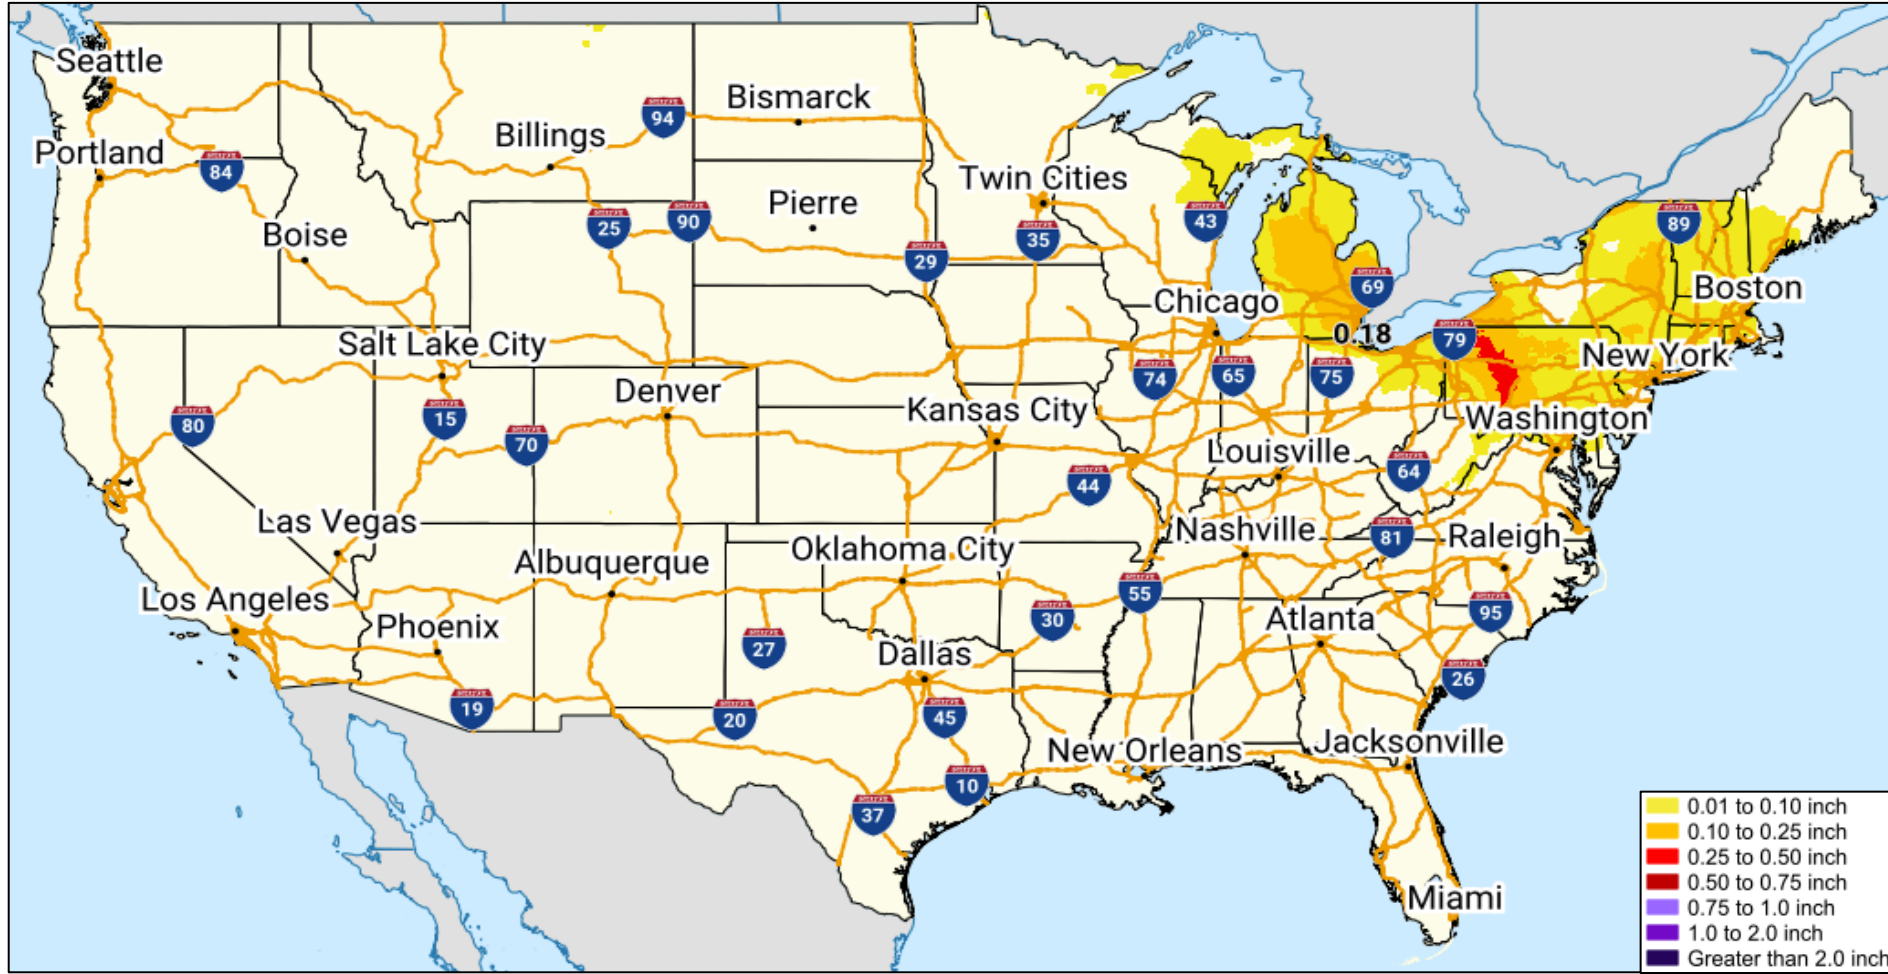 Seattle
Portland
84
Boise
Billings
94
Bismarck
25
90
Pierre
Twin Cities
35
29
43
89
Boston
69
0.18
79
New York
Chicago
Salt Lake City
80
15
70
Denver
Kansas City
74
65
75
Washington
Louisville
64
44
Las Vegas
Albuquerque
Oklahoma City
Nashville
81
Raleigh
Los Angeles
Phoenix
27
30
55
Atlanta
95
Dallas
26
19
20
45
New Orleans
Jacksonville
10
37
Miami
0.01 to 0.10 inch
0.10 to 0.25 inch
0.25 to 0.50 inch
0.50 to 0.75 inch
0.75 to 1.0 inch
1.0 to 2.0 inch
Greater than 2.0 inch